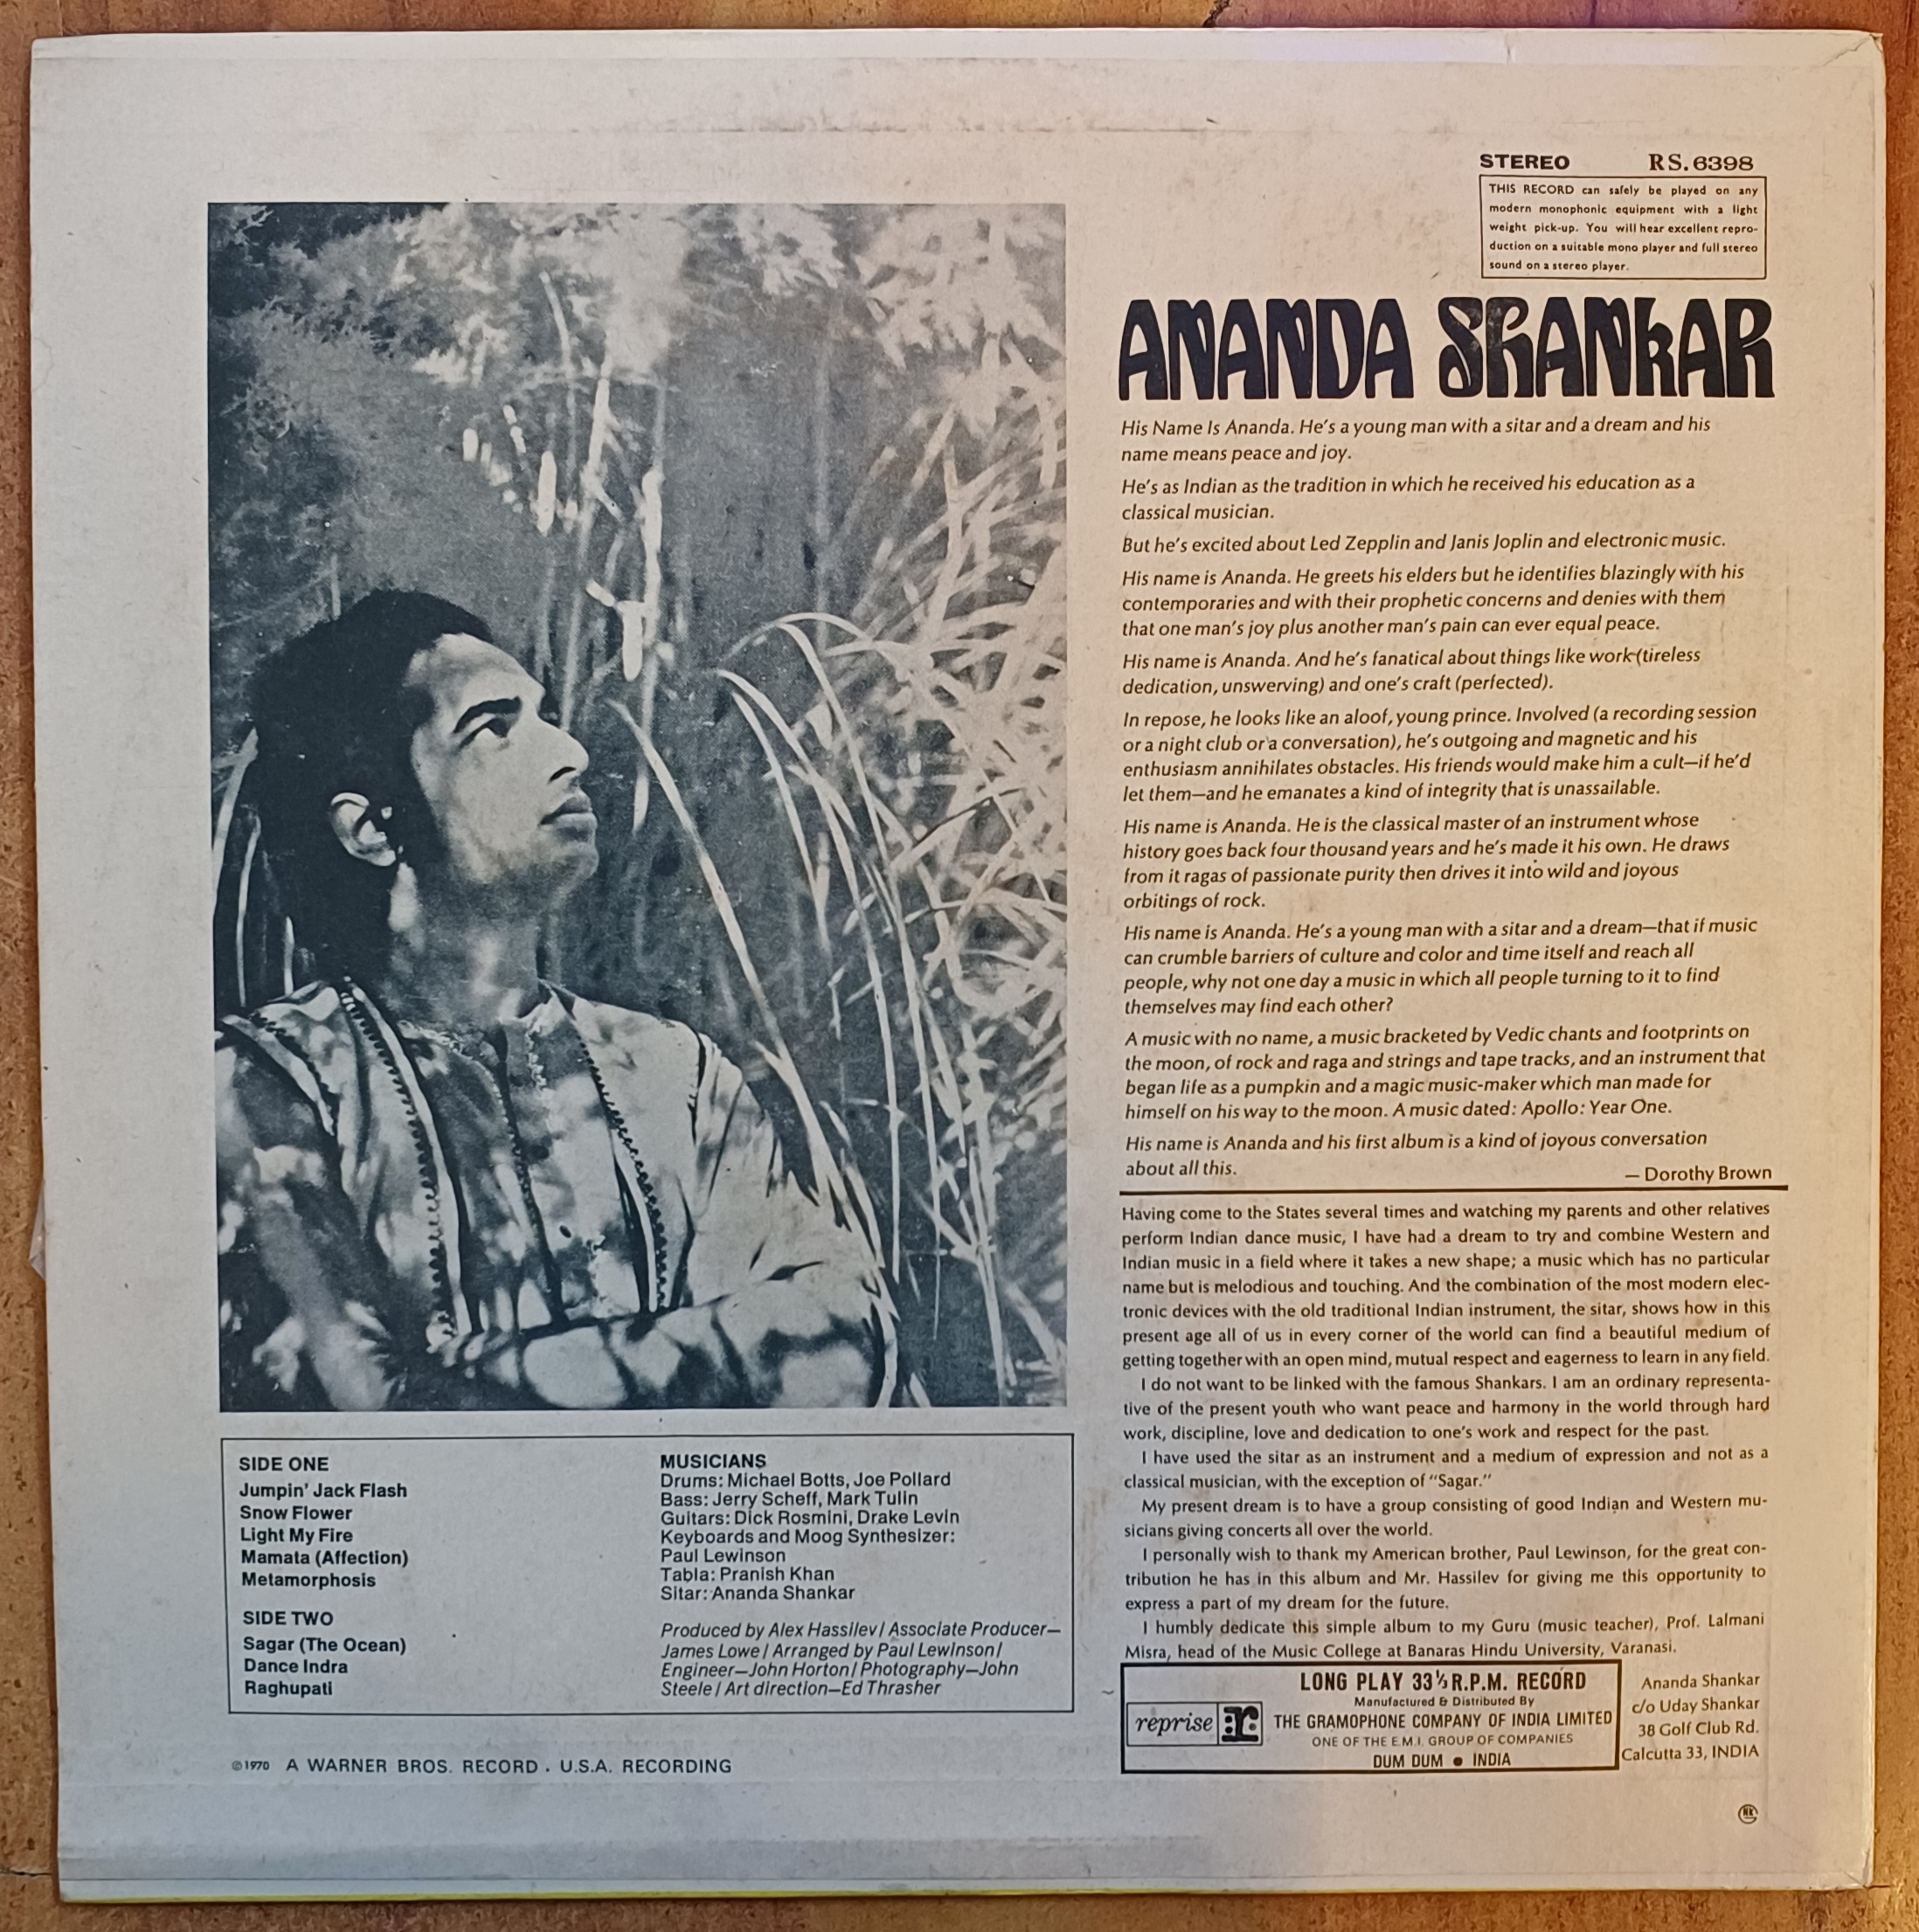 STEREO RS.6398
THIS RECORD can safely be played on any
modern monophonic equipment with a light
weight pick-up. You will hear excellent repro-
duction on a suitable mono player and full stereo
sound on a stereo player.
ANANDA SHANKAR
His Name Is Ananda. He's a young man with a sitar and a dream and his
name means peace and joy.
He's as Indian as the tradition in which he received his education as a
classical musician.
But he's excited about Led Zepplin and Janis Joplin and electronic music.
His name is Ananda. He greets his elders but he identifies blazingly with his
contemporaries and with their prophetic concerns and denies with them
that one man's joy plus another man's pain can ever equal peace.
His name is Ananda. And he's fanatical about things like work (tireless
dedication, unswerving) and one's craft (perfected).
In repose, he looks like an aloof, young prince. Involved (a recording session
or a night club or a conversation), he's outgoing and magnetic and his
enthusiasm annihilates obstacles. His friends would make him a cult—if he'd
let them—and he emanates a kind of integrity that is unassailable.
His name is Ananda. He is the classical master of an instrument whose
history goes back four thousand years and he's made it his own. He draws
from it ragas of passionate purity then drives it into wild and joyous
orbitings of rock.
His name is Ananda. He's a young man with a sitar and a dream—that if music
can crumble barriers of culture and color and time itself and reach all
people, why not one day a music in which all people turning to it to find
themselves may find each other?
A music with no name, a music bracketed by Vedic chants and footprints on
the moon, of rock and raga and strings and tape tracks, and an instrument that
began life as a pumpkin and a magic music-maker which man made for
himself on his way to the moon. A music dated: Apollo: Year One.
His name is Ananda and his first album is a kind of joyous conversation
about all this.
— Dorothy Brown
Having come to the States several times and watching my parents and other relatives
perform Indian dance music, I have had a dream to try and combine Western and
Indian music in a field where it takes a new shape; a music which has no particular
name but is melodious and touching. And the combination of the most modern elec-
tronic devices with the old traditional Indian instrument, the sitar, shows how in this
present age all of us in every corner of the world can find a beautiful medium of
getting together with an open mind, mutual respect and eagerness to learn in any field.
I do not want to be linked with the famous Shankars. I am an ordinary representa-
tive of the present youth who want peace and harmony in the world through hard
work, discipline, love and dedication to one's work and respect for the past.
I have used the sitar as an instrument and a medium of expression and not as a
classical musician, with the exception of "Sagar."
My present dream is to have a group consisting of good Indian and Western mu-
sicians giving concerts all over the world.
I personally wish to thank my American brother, Paul Lewinson, for the great con-
tribution he has in this album and Mr. Hassilev for giving me this opportunity to
express a part of my dream for the future.
I humbly dedicate this simple album to my Guru (music teacher), Prof. Lalmani
Misra, head of the Music College at Banaras Hindu University, Varanasi.
Ananda Shankar
c/o Uday Shankar
38 Golf Club Rd.
Calcutta 33, INDIA
SIDE ONE
Jumpin' Jack Flash
Snow Flower
Light My Fire
Mamata (Affection)
Metamorphosis
SIDE TWO
Sagar (The Ocean)
Dance Indra
Raghupati
MUSICIANS
Drums: Michael Botts, Joe Pollard
Bass: Jerry Scheff, Mark Tulin
Guitars: Dick Rosmini, Drake Levin
Keyboards and Moog Synthesizer:
Paul Lewinson
Tabla: Pranish Khan
Sitar: Ananda Shankar
Produced by Alex Hassilev / Associate Producer—
James Lowe / Arranged by Paul Lewinson /
Engineer—John Horton / Photography—John
Steele / Art direction—Ed Thrasher
©1970 A WARNER BROS. RECORD . U.S.A. RECORDING
reprise r:
LONG PLAY 33⅓ R.P.M. RECORD
Manufactured & Distributed By
THE GRAMOPHONE COMPANY OF INDIA LIMITED
ONE OF THE E.M.I. GROUP OF COMPANIES
DUM DUM ● INDIA